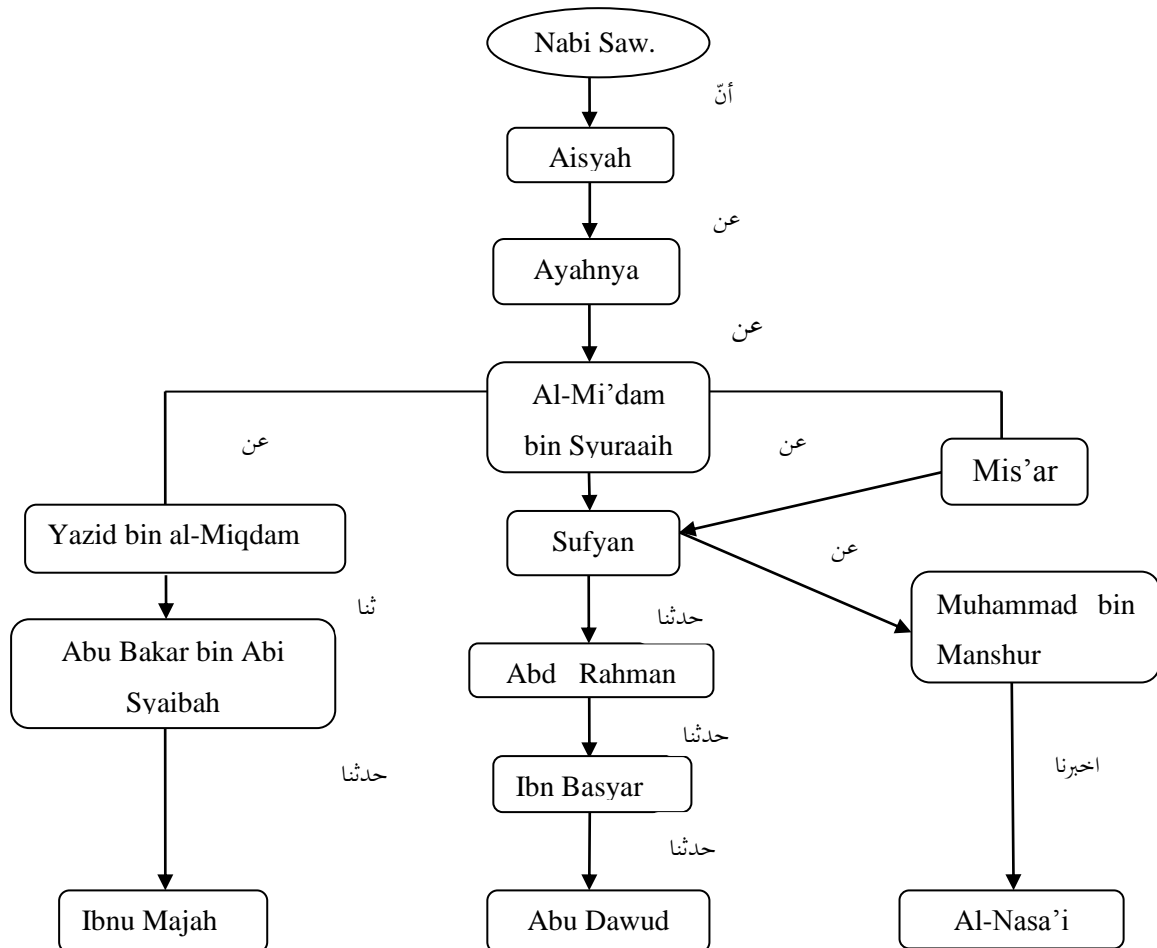 Nabi Saw.
أنّ
Aisyah
عن
Ayahnya
عن
Al-Mi’dam
bin Syuraaih
عن
عن
Mis’ar
Yazid bin al-Miqdam
Sufyan
عن
ثنا
حدثنا
Muhammad bin
Manshur
Abu Bakar bin Abi
Syaibah
Abd Rahman
حدثنا
حدثنا
اخبرنا
Ibn Basyar
حدثنا
Ibnu Majah
Abu Dawud
Al-Nasa’i